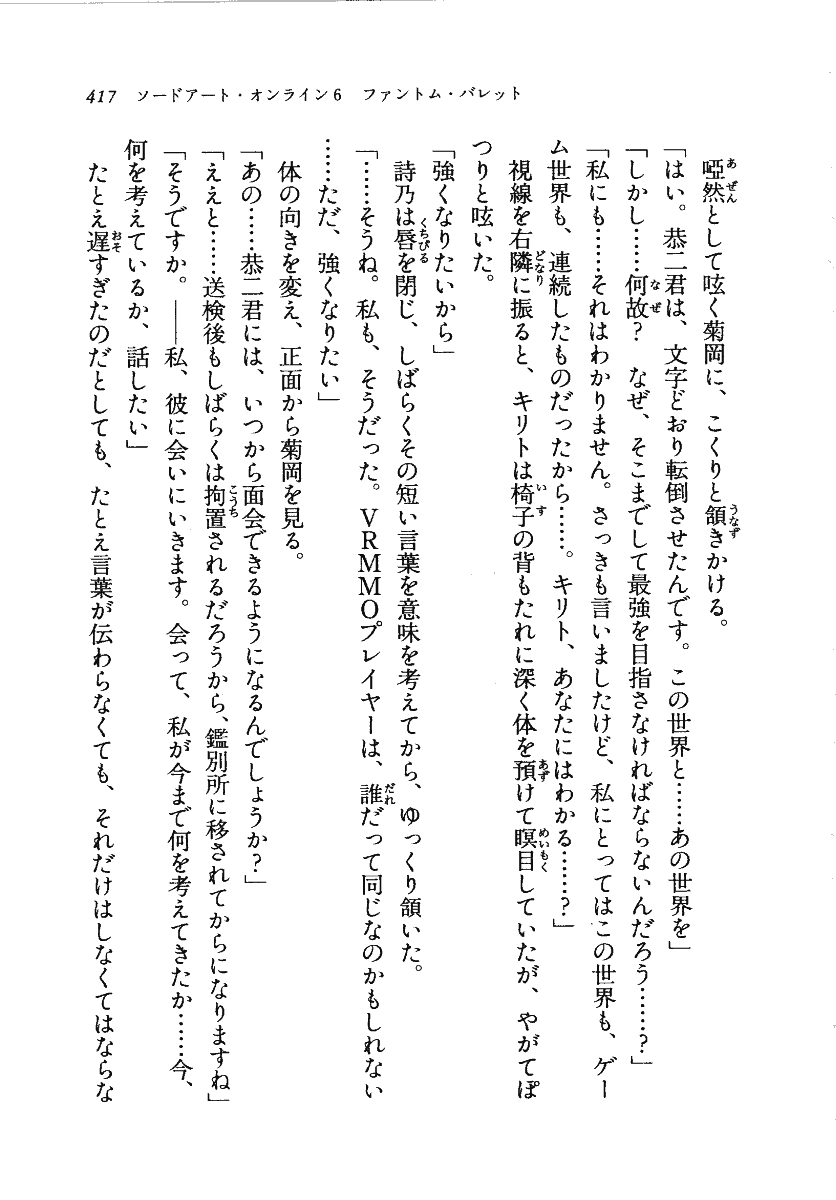 417 ソードアート・オンライン6 ファントム・バレット
啞然として呟く菊岡に、こくりと頷きかける。
「はい。恭二君は、文字どおり転倒させたんです。この世界と……あの世界を」
「しかし……何故? なぜ、そこまでして最強を目指さなければならないんだろう……?」
「私にも……それはわかりません。さっきも言いましたけど、私にとってはこの世界も、ゲー
ム世界も、連続したものだったから……。キリト、あなたにはわかる……?」
視線を右隣に振ると、キリトは椅子の背もたれに深く体を預けて瞑目していたが、やがてぽ
つりと呟いた。
「強くなりたいから」
詩乃は唇を閉じ、しばらくその短い言葉を意味を考えてから、ゆっくり頷いた。
「……そうね。私も、そうだった。VRMMOプレイヤーは、誰だって同じなのかもしれない
……ただ、強くなりたい」
体の向きを変え、正面から菊岡を見る。
「あの……恭二君には、いつから面会できるようになるんでしょうか?」
「ええと……送検後もしばらくは拘置されるだろうから、鑑別所に移されてからになりますね」
「そうですか。――私、彼に会いにいきます。会って、私が今まで何を考えてきたか……今、
何を考えているか、話したい」
たとえ遅すぎたのだとしても、たとえ言葉が伝わらなくても、それだけはしなくてはならな